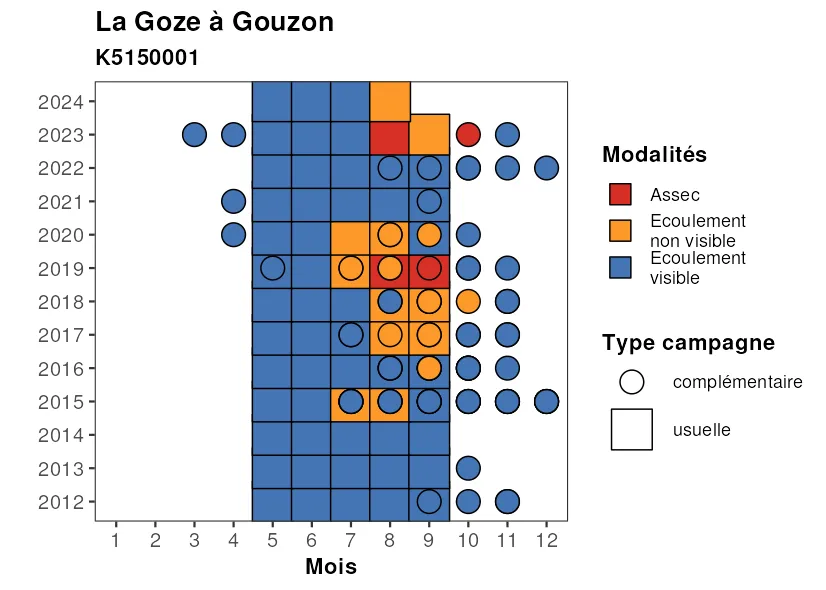 La Goze à Gouzon
K5150001
2024
2023
2022
2021
2020
2019
2018
2017
2016
2015
2014
2013
2012
1 2 3 4 5 6 7 8 9 10 11 12
Mois
Modalités
Assec
Ecoulement
non visible
Ecoulement
visible
Type campagne
complémentaire
usuelle